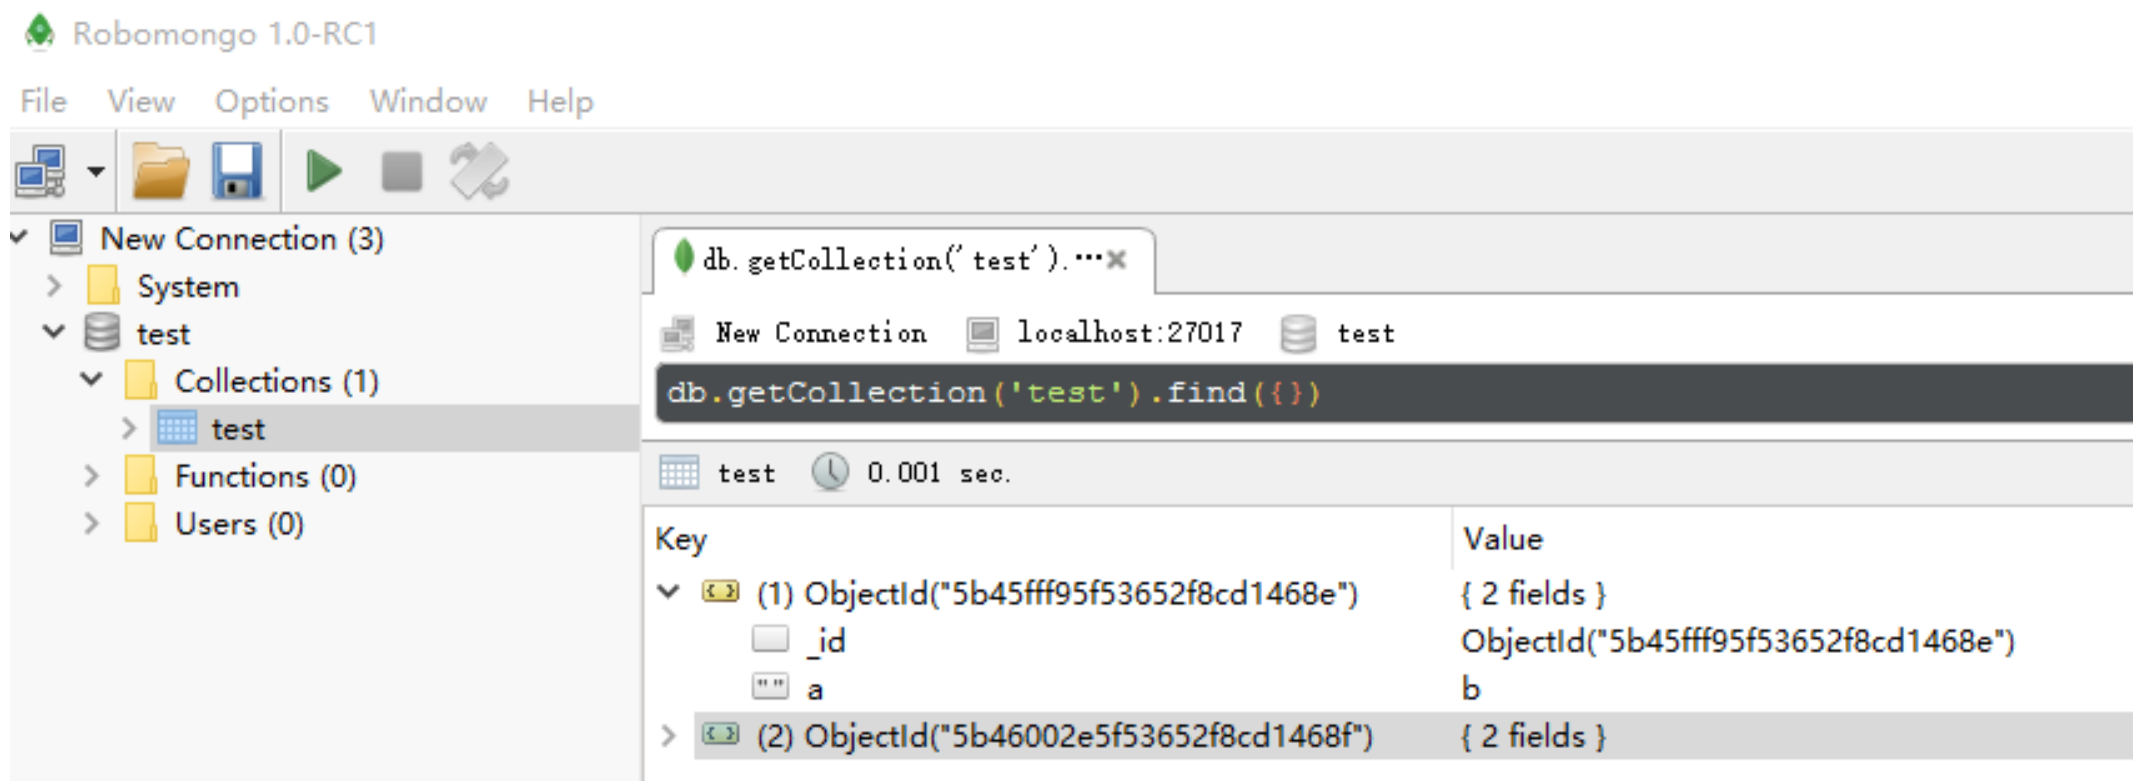 Robomongo 1.0-RC1
File View Options Window Help
New Connection (3)
System
test
Collections (1)
test
Functions (0)
Users (0)
db.getCollection('test').…
New Connection localhost:27017 test
db.getCollection('test').find({})
test 0.001 sec.
Key Value
(1) ObjectId("5b45fff95f53652f8cd1468e") { 2 fields }
_id ObjectId("5b45fff95f53652f8cd1468e")
a b
(2) ObjectId("5b46002e5f53652f8cd1468f") { 2 fields }